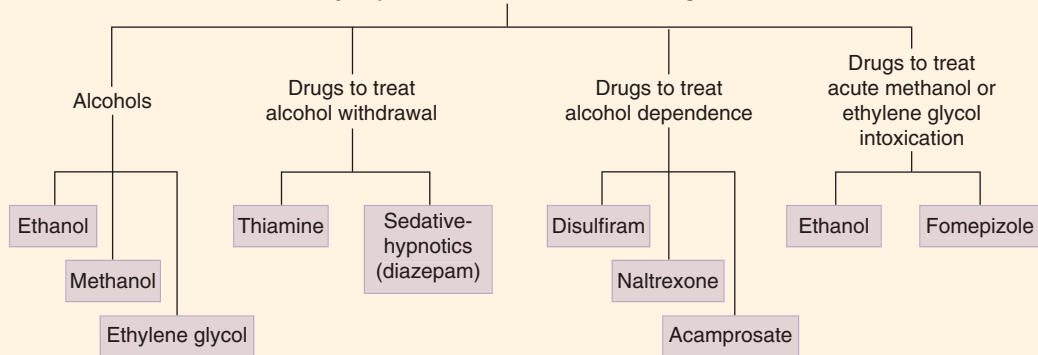 Alcohols
Drugs to treat
alcohol withdrawal
Drugs to treat
alcohol dependence
Drugs to treat
acute methanol or
ethylene glycol
intoxication
Ethanol
Methanol
Ethylene glycol
Thiamine
Sedative-
hypnotics
(diazepam)
Disulfiram
Naltrexone
Acamprosate
Ethanol
Fomepizole